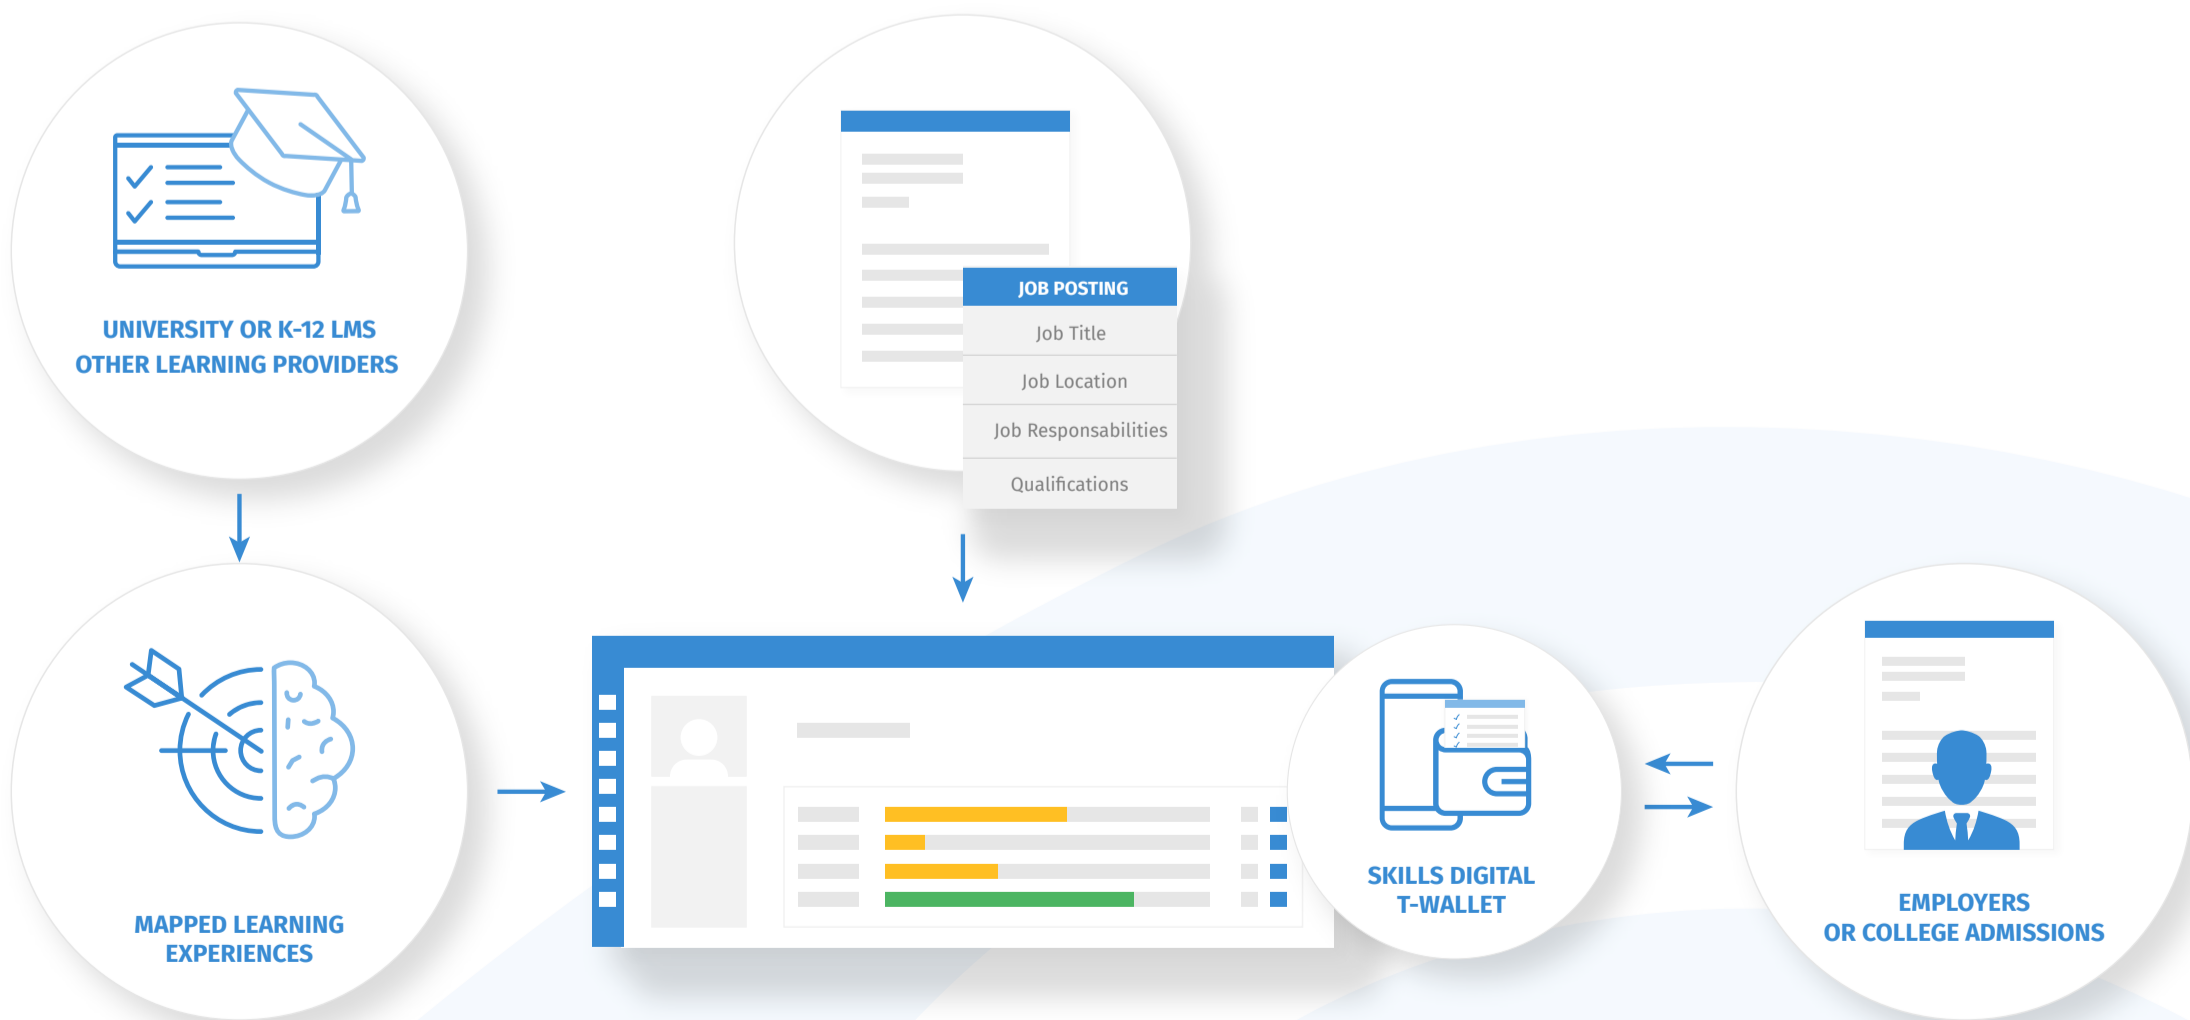 UNIVERSITY OR K-12 LMS
OTHER LEARNING PROVIDERS
JOB POSTING
Job Title
Job Location
Job Responsabilities
Qualifications
MAPPED LEARNING
EXPERIENCES
SKILLS DIGITAL
T-WALLET
EMPLOYERS
OR COLLEGE ADMISSIONS